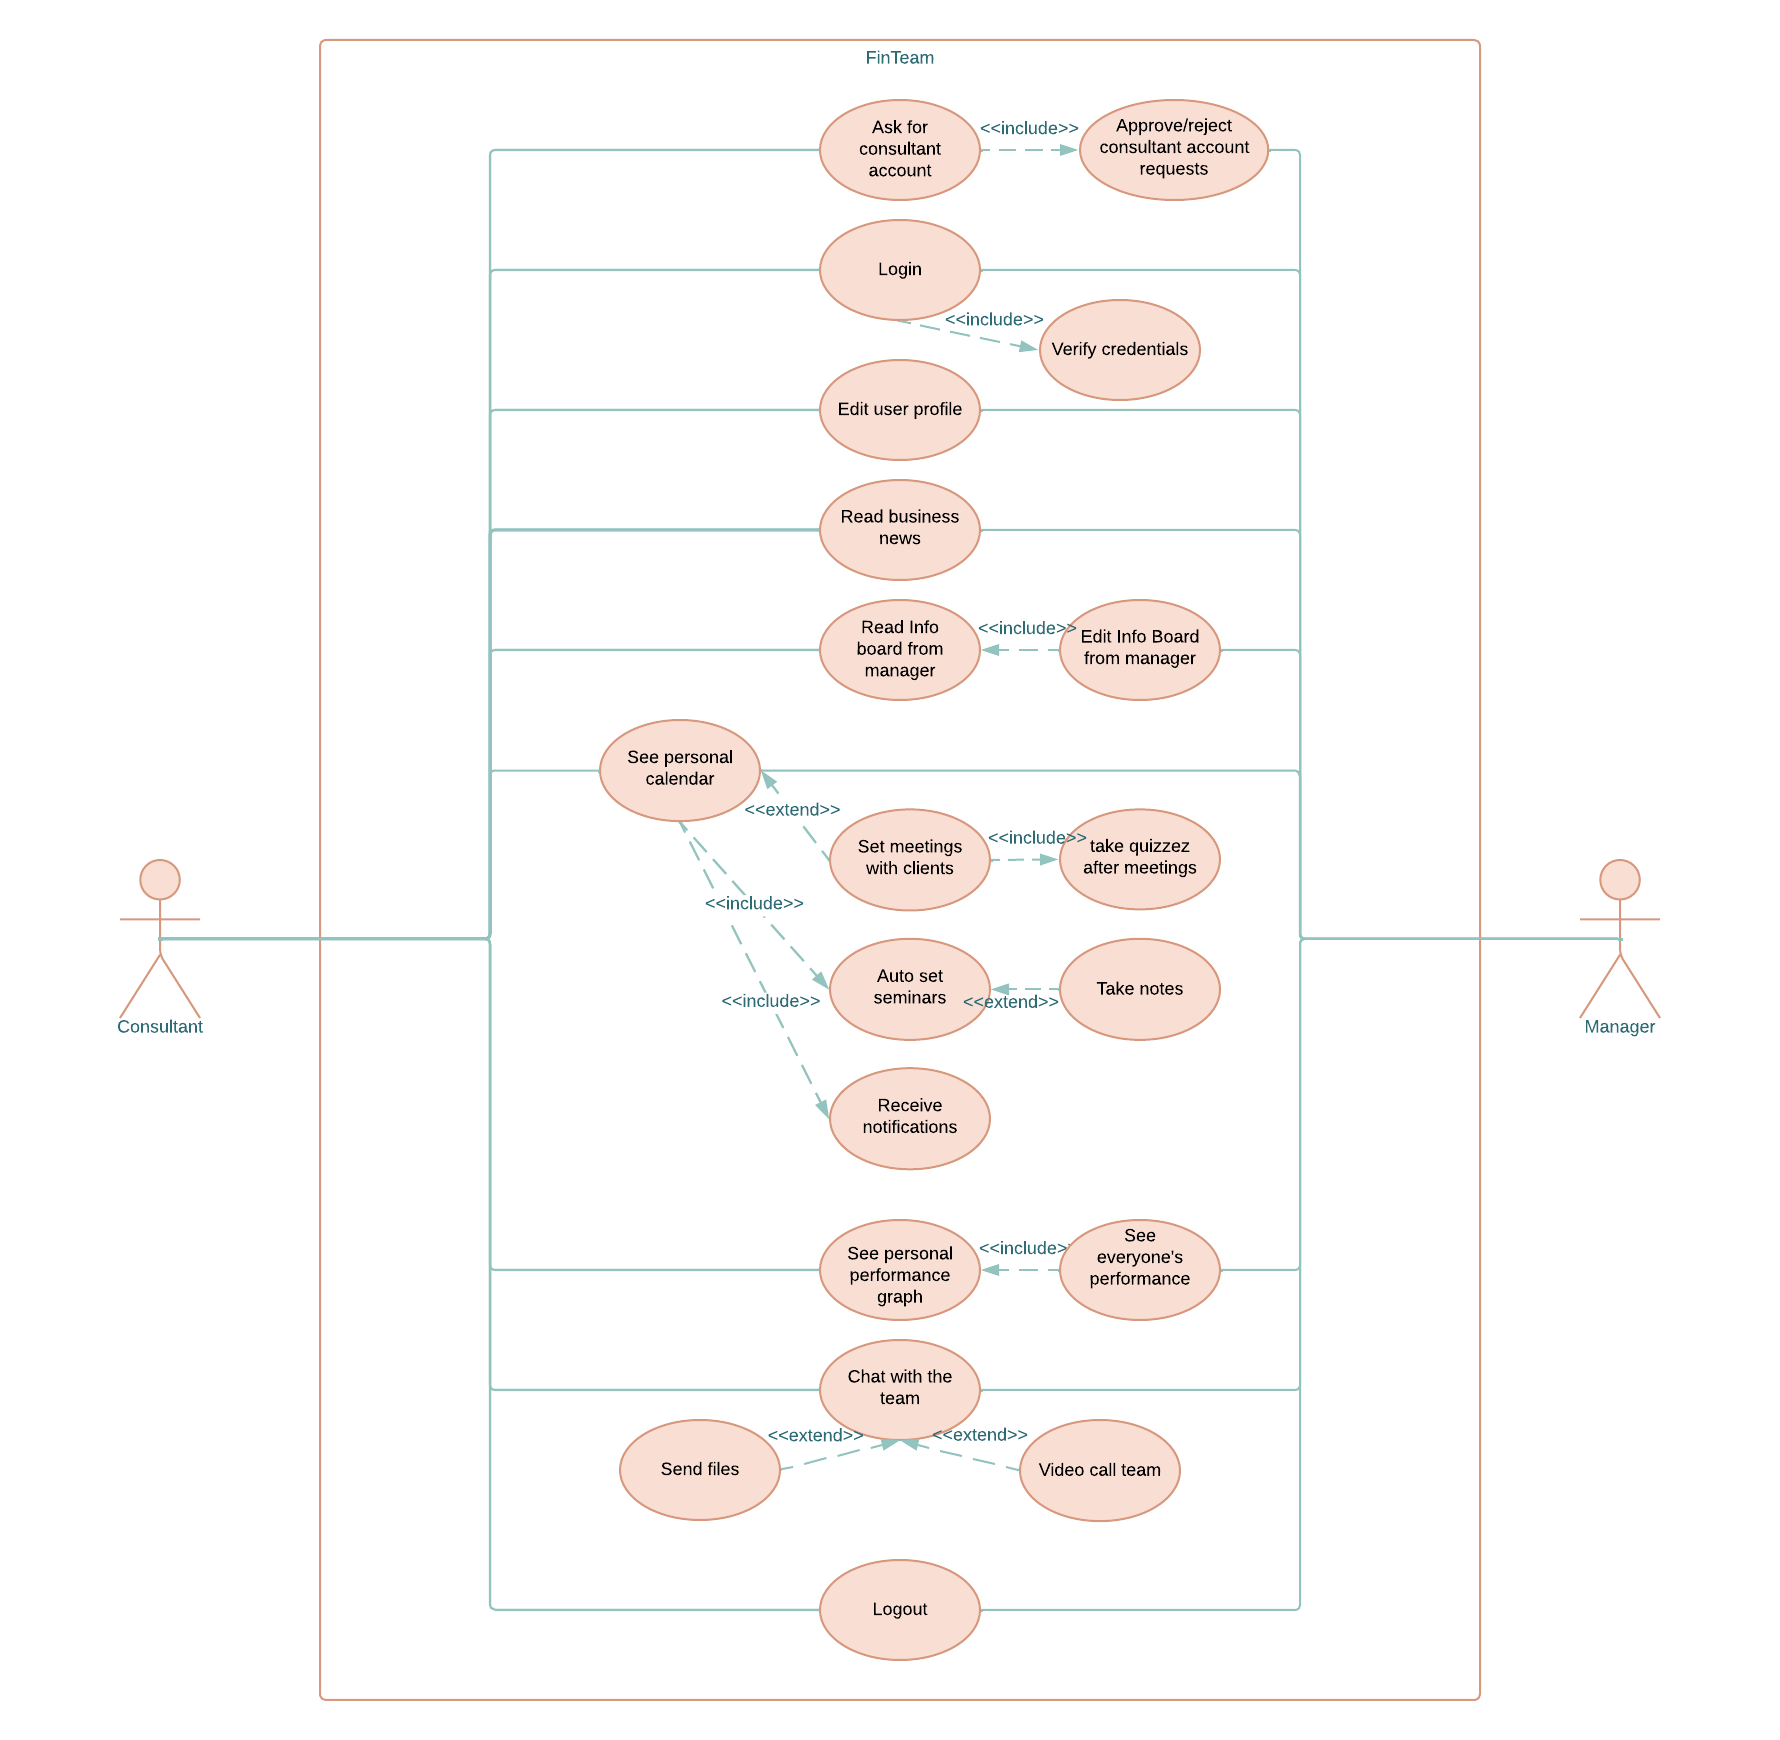 FinTeam
Ask for
consultant
account
<<include>>
Approve/reject
consultant account
requests
Login
<<include>>
Verify credentials
Edit user profile
Read business
news
Read Info
board from
manager
<<include>>
Edit Info Board
from manager
See personal
calendar
<<extend>>
Set meetings
with clients
<<include>>
take quizzez
after meetings
<<include>>
Auto set
seminars
<<extend>>
Take notes
<<include>>
Consultant
Manager
Receive
notifications
See personal
performance
graph
<<include>
See
everyone's
performance
Chat with the
team
<<extend>>
<<extend>>
Send files
Video call team
Logout